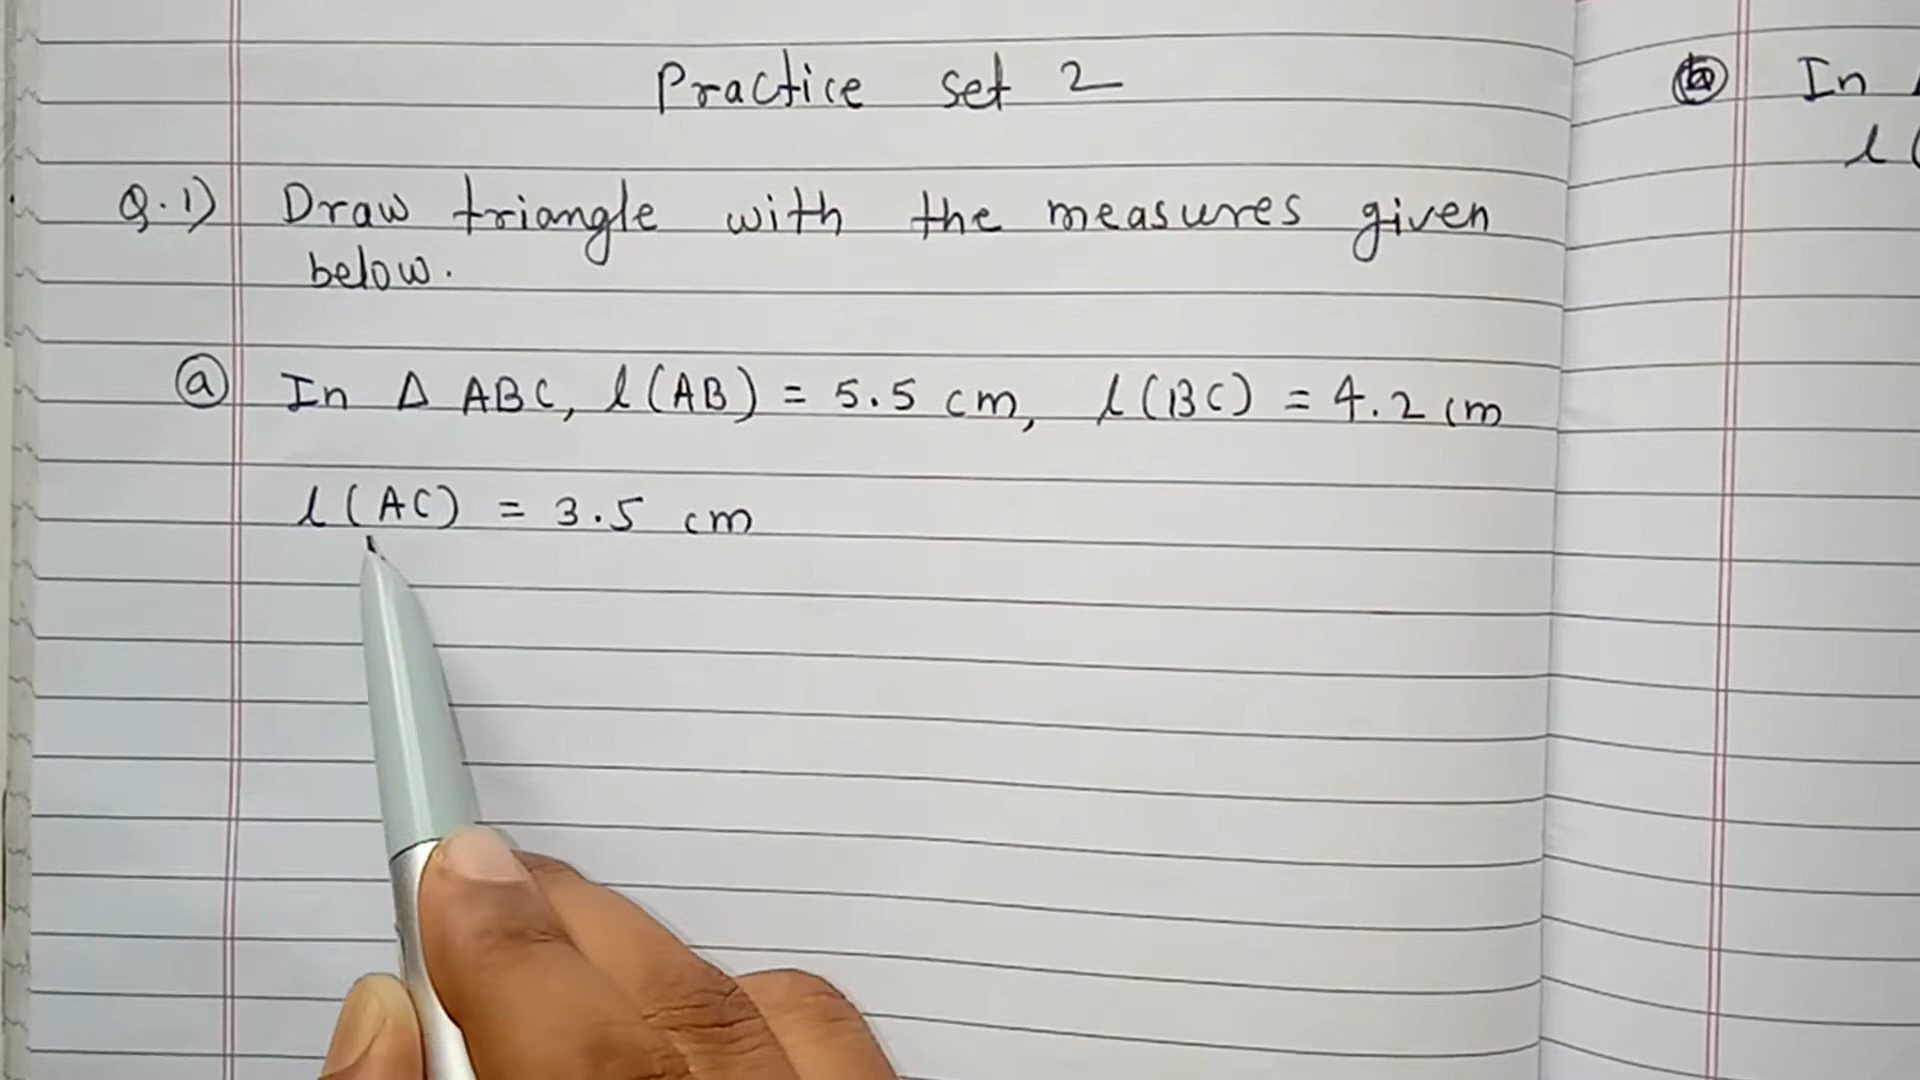 Practice set 2
Q.1) Draw triangle with the measures given
below.
(a) In Δ ABC, l(AB) = 5.5 cm, l(BC) = 4.2 cm
l(AC) = 3.5 cm
(b) In
l(